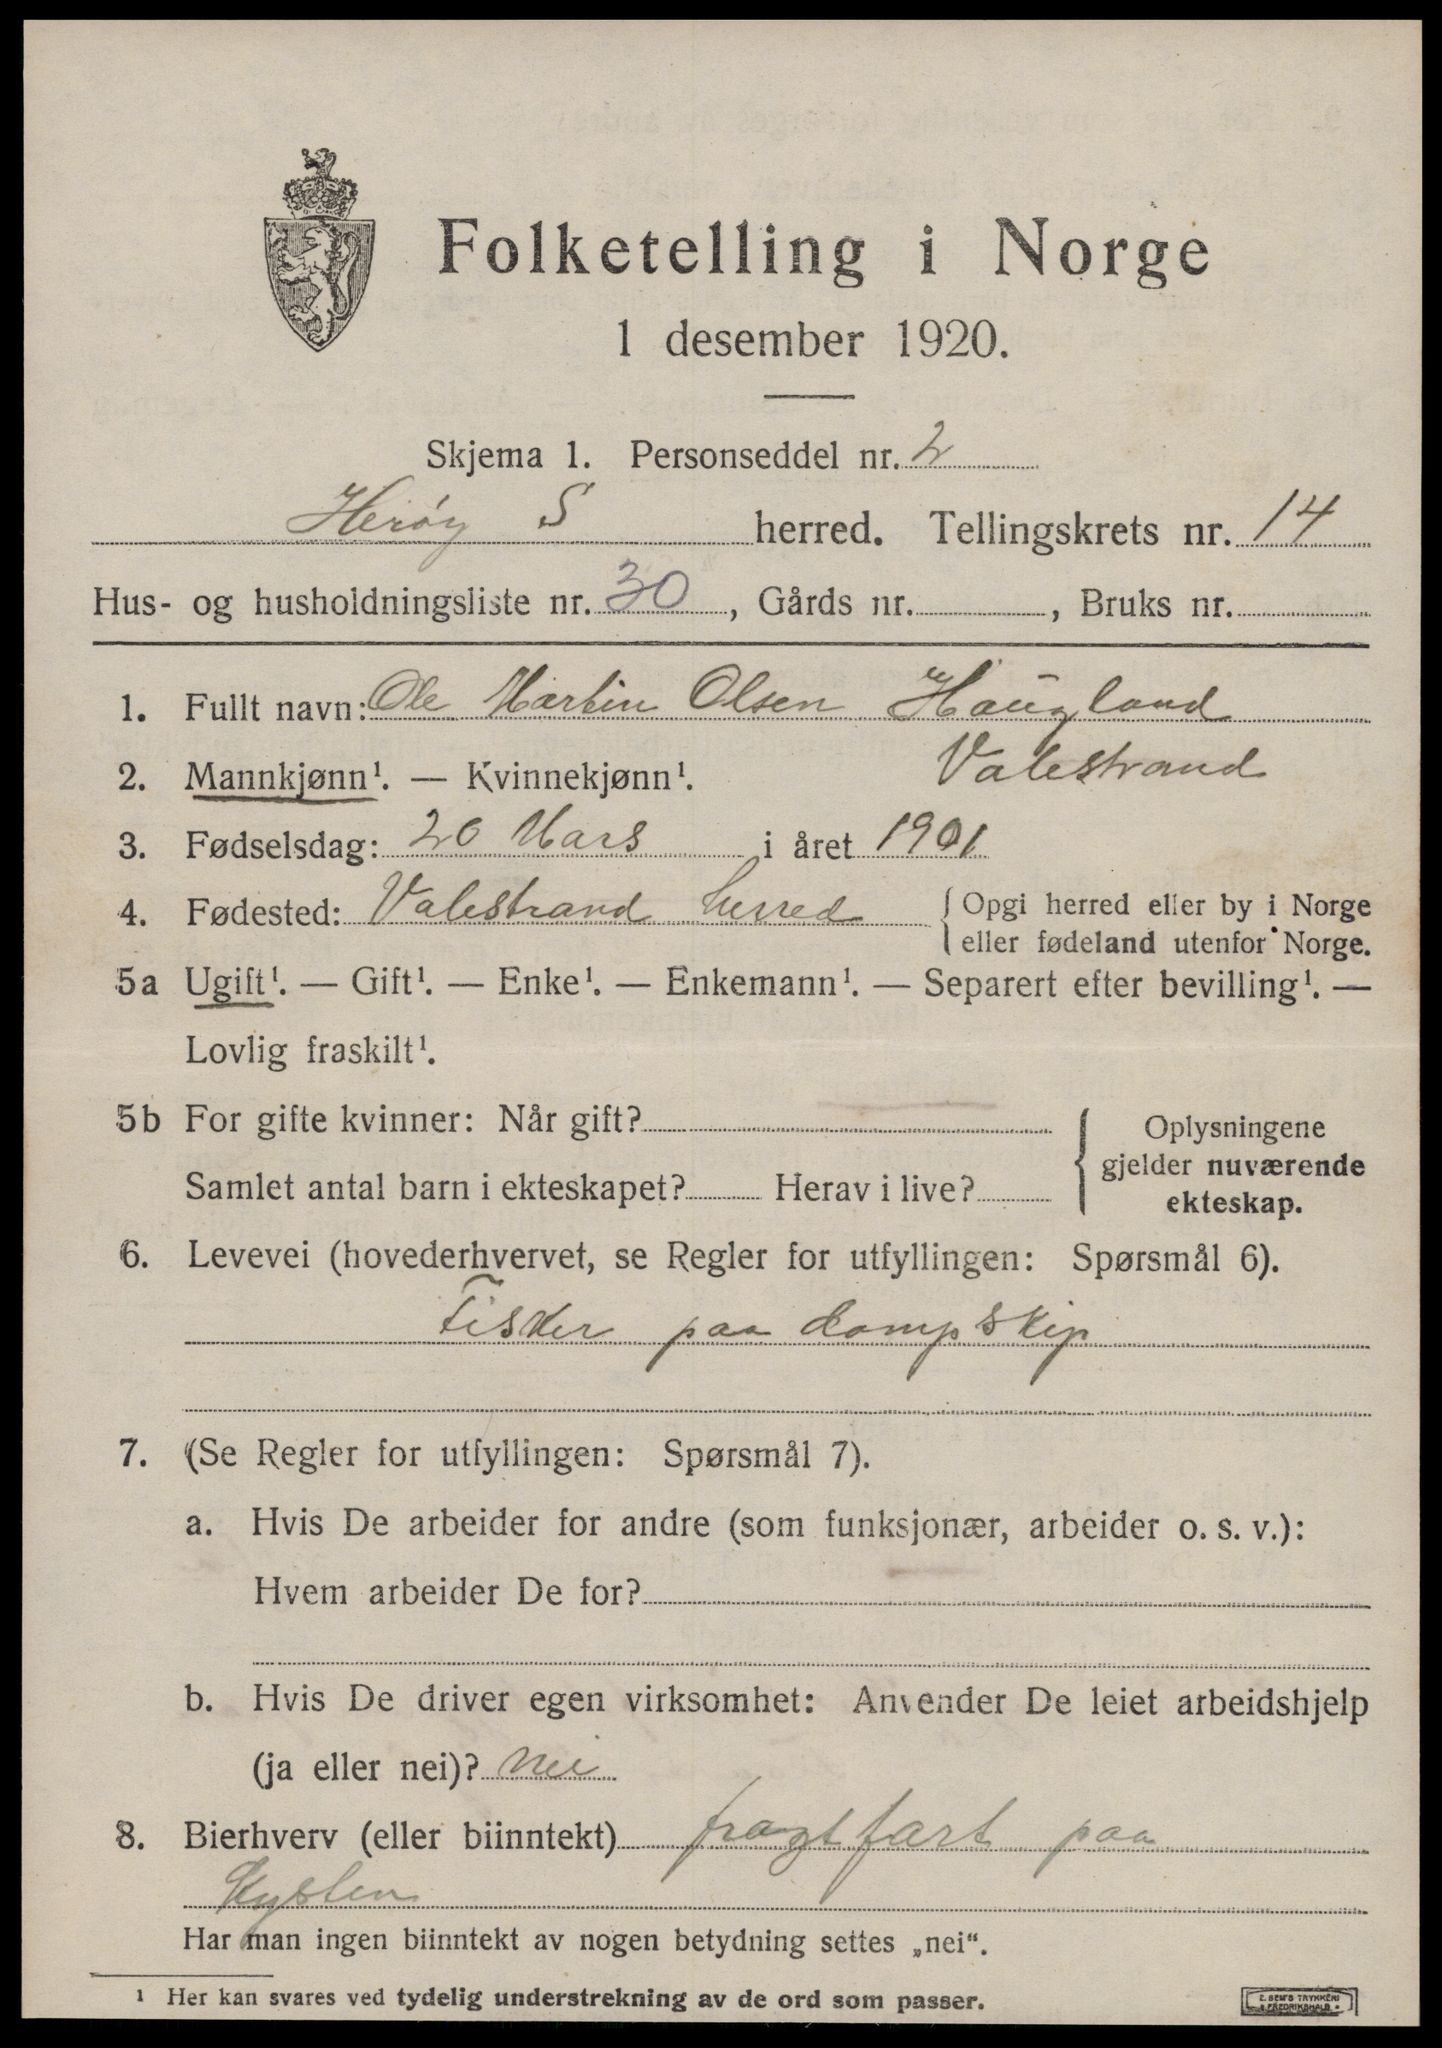 Folketelling i Norge
1 desember 1920.
Skjema 1. Personseddel nr. 2
Herøy S herred. Tellingskrets nr. 14
Hus- og husholdningsliste nr. 30, Gårds nr. , Bruks nr.
1. Fullt navn: Ole Martin Olsen Haugland
Valestrand
2. Mannkjønn¹. — Kvinnekjønn¹.
3. Fødselsdag: 20 Mars i året 1901
4. Fødested: Valestrand herred { Opgi herred eller by i Norge
eller fødeland utenfor Norge.
5a Ugift¹. — Gift¹. — Enke¹. — Enkemann¹. — Separert efter bevilling¹. —
Lovlig fraskilt¹.
5b For gifte kvinner: Når gift?
Samlet antal barn i ekteskapet? Herav i live?
Oplysningene
gjelder nuværende
ekteskap.
6. Levevei (hovederhvervet, se Regler for utfyllingen: Spørsmål 6).
Fisker paa dampskip
7. (Se Regler for utfyllingen: Spørsmål 7).
a. Hvis De arbeider for andre (som funksjonær, arbeider o. s. v.):
Hvem arbeider De for?
b. Hvis De driver egen virksomhet: Anvender De leiet arbeidshjelp
(ja eller nei)? nei
8. Bierhverv (eller biinntekt) fragtfart paa
Kysten
Har man ingen biinntekt av nogen betydning settes „nei“.
¹ Her kan svares ved tydelig understrekning av de ord som passer.
E. SEM'S TRYKKERI
FREDRIKSHALD